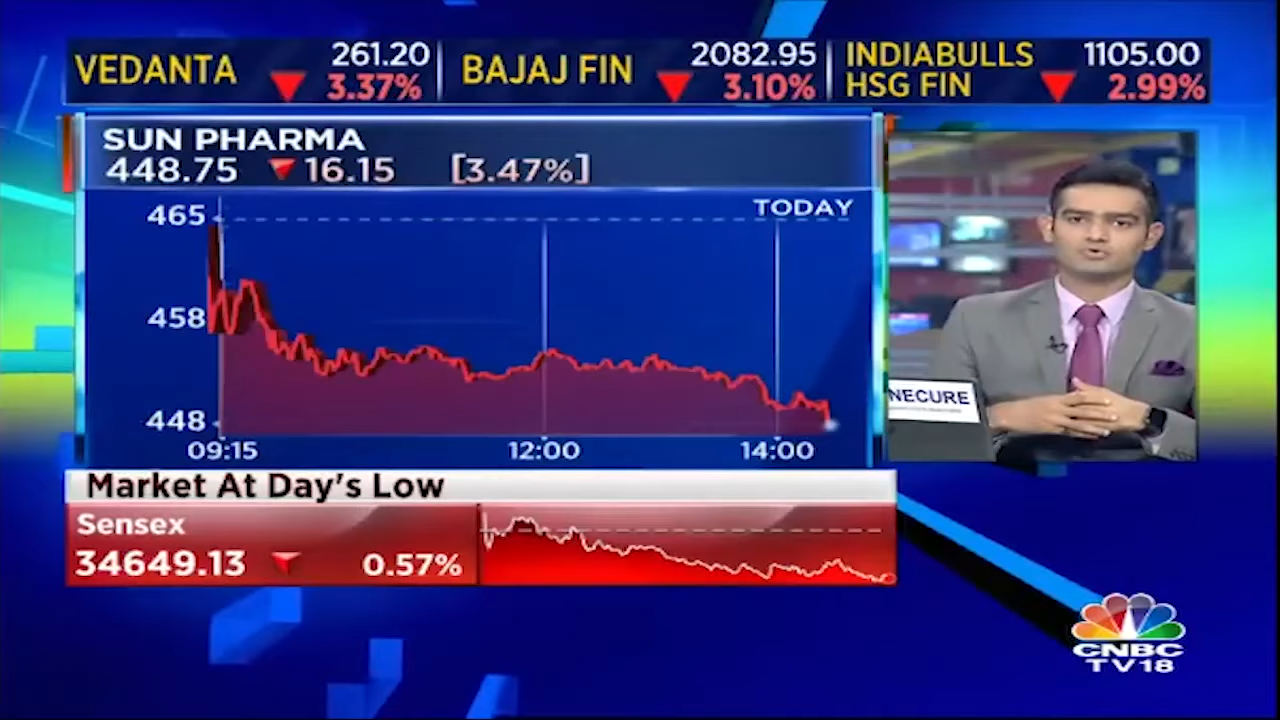 VEDANTA
261.20
3.37%
BAJAJ FIN
2082.95
3.10%
INDIABULLS
HSG FIN
1105.00
2.99%
SUN PHARMA
448.75 16.15 [3.47%]
TODAY
465
458
448
09:15 12:00 14:00
NECURE
Market At Day's Low
Sensex
34649.13 0.57%
CNBC
TV18